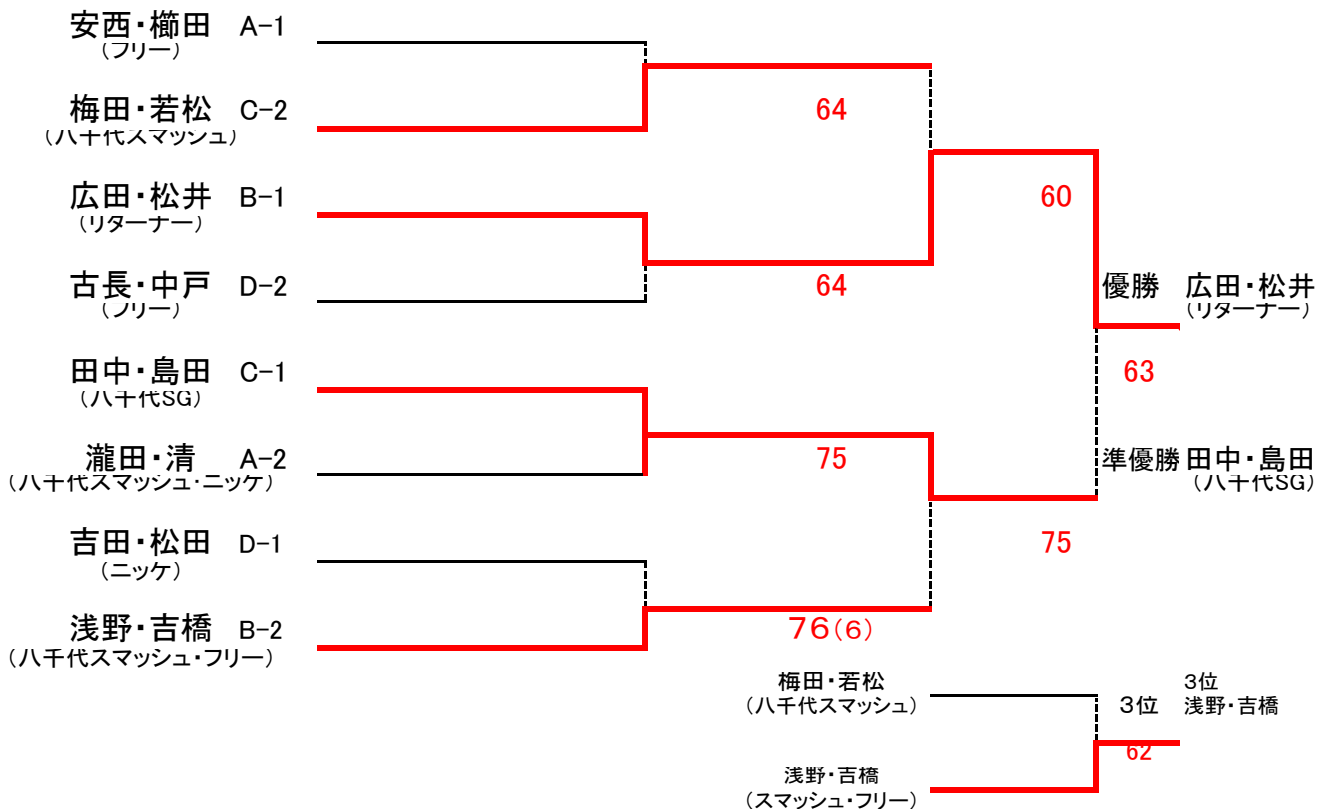 安西・櫛田 A-1
(フリー)
梅田・若松 C-2
(八千代スマッシュ)
64
広田・松井 B-1
(リターナー)
60
古長・中戸 D-2
(フリー)
64
優勝 広田・松井
(リターナー)
田中・島田 C-1
(八千代SG)
63
瀧田・清 A-2
(八千代スマッシュ・ニッケ)
75
準優勝 田中・島田
(八千代SG)
吉田・松田 D-1
(ニッケ)
75
浅野・吉橋 B-2
(八千代スマッシュ・フリー)
76(6)
梅田・若松
(八千代スマッシュ)
3位
3位
浅野・吉橋
62
浅野・吉橋
(スマッシュ・フリー)